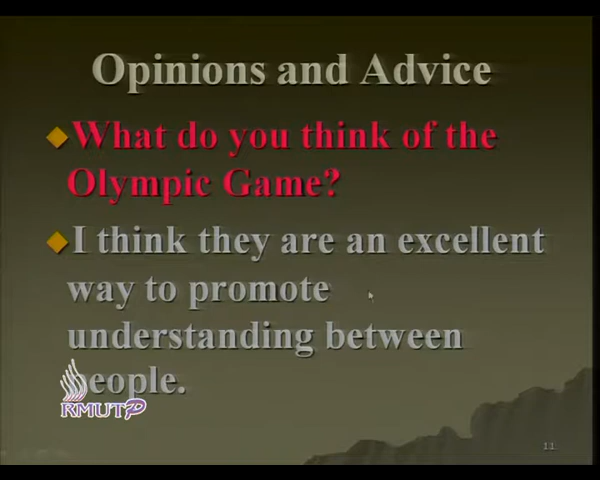 Opinions and Advice
What do you think of the
Olympic Game?
I think they are an excellent
way to promote
understanding between
people.
RMUTP
11